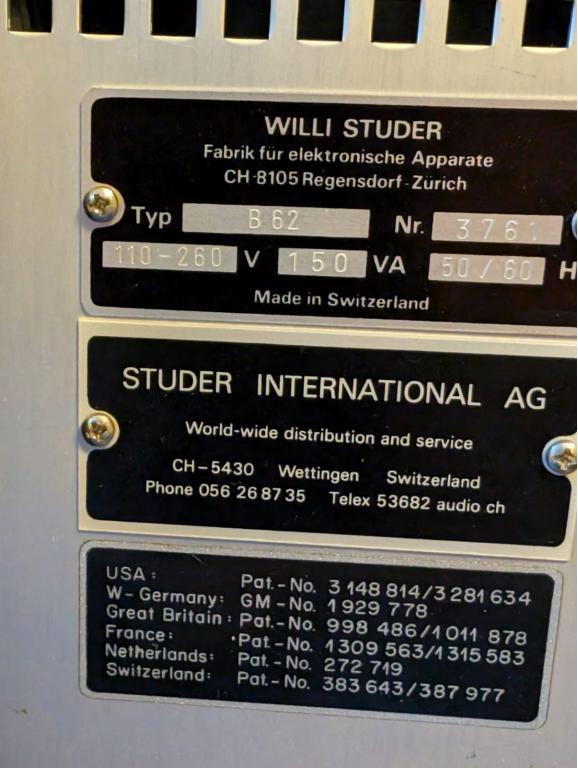 WILLI STUDER
Fabrik für elektronische Apparate
CH-8105 Regensdorf-Zürich
Typ B 62 Nr. 3761
110-260 V 150 VA 50/60 H
Made in Switzerland
STUDER INTERNATIONAL AG
World-wide distribution and service
CH-5430 Wettingen Switzerland
Phone 056 26 87 35 Telex 53682 audio ch
USA: Pat.-No. 3 148 814/3 281 634
W-Germany: GM-No. 1 929 778
Great Britain: Pat.-No. 998 486/1 011 878
France: Pat.-No. 1 309 563/1 315 583
Netherlands: Pat.-No. 272 719
Switzerland: Pat.-No. 383 643/387 977